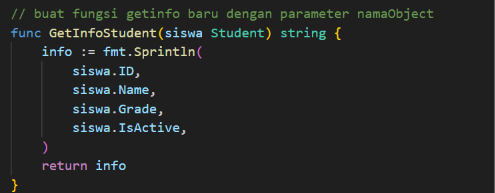 // buat fungsi getinfo baru dengan parameter namaObject
func GetInfoStudent(siswa Student) string {
    info := fmt.Sprintln(
        siswa.ID,
        siswa.Name,
        siswa.Grade,
        siswa.IsActive,
    )
    return info
}